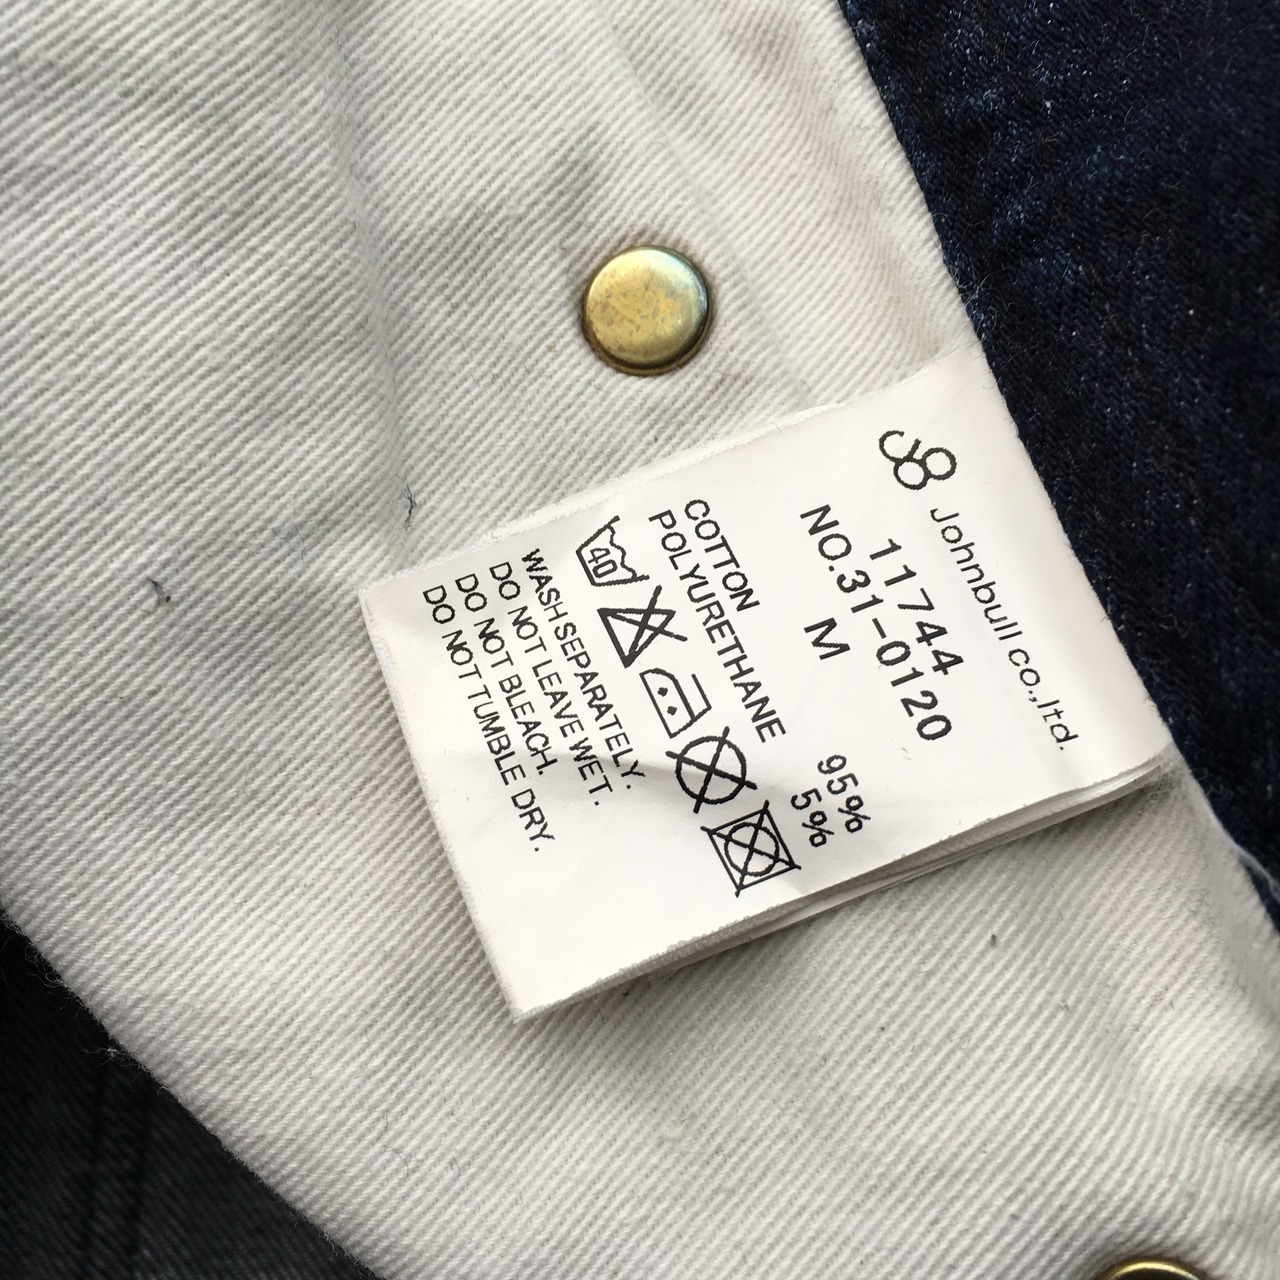 Johnbull co.,ltd.
11744
NO.31-0120
M
COTTON 95%
POLYURETHANE 5%
40
WASH SEPARATELY.
DO NOT LEAVE WET.
DO NOT BLEACH.
DO NOT TUMBLE DRY.